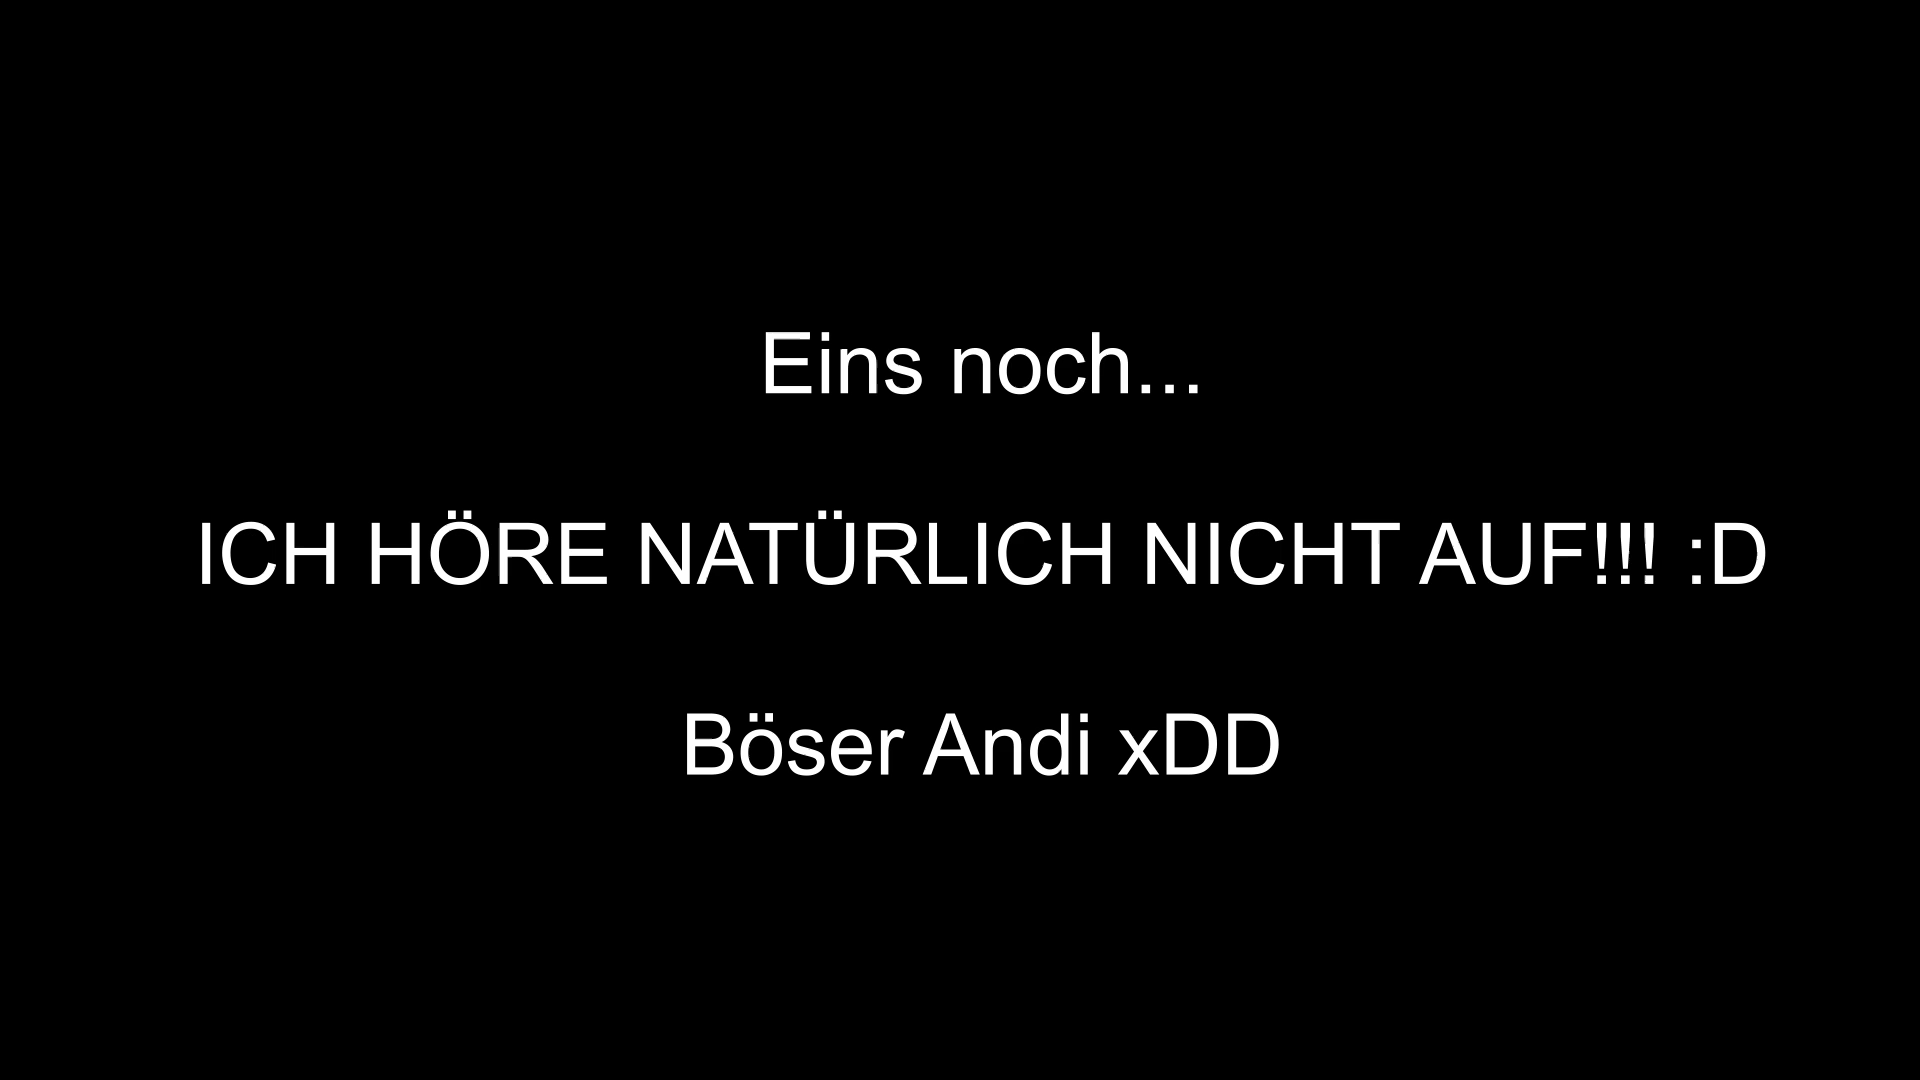 Eins noch...
ICH HÖRE NATÜRLICH NICHT AUF!!! :D
Böser Andi xDD